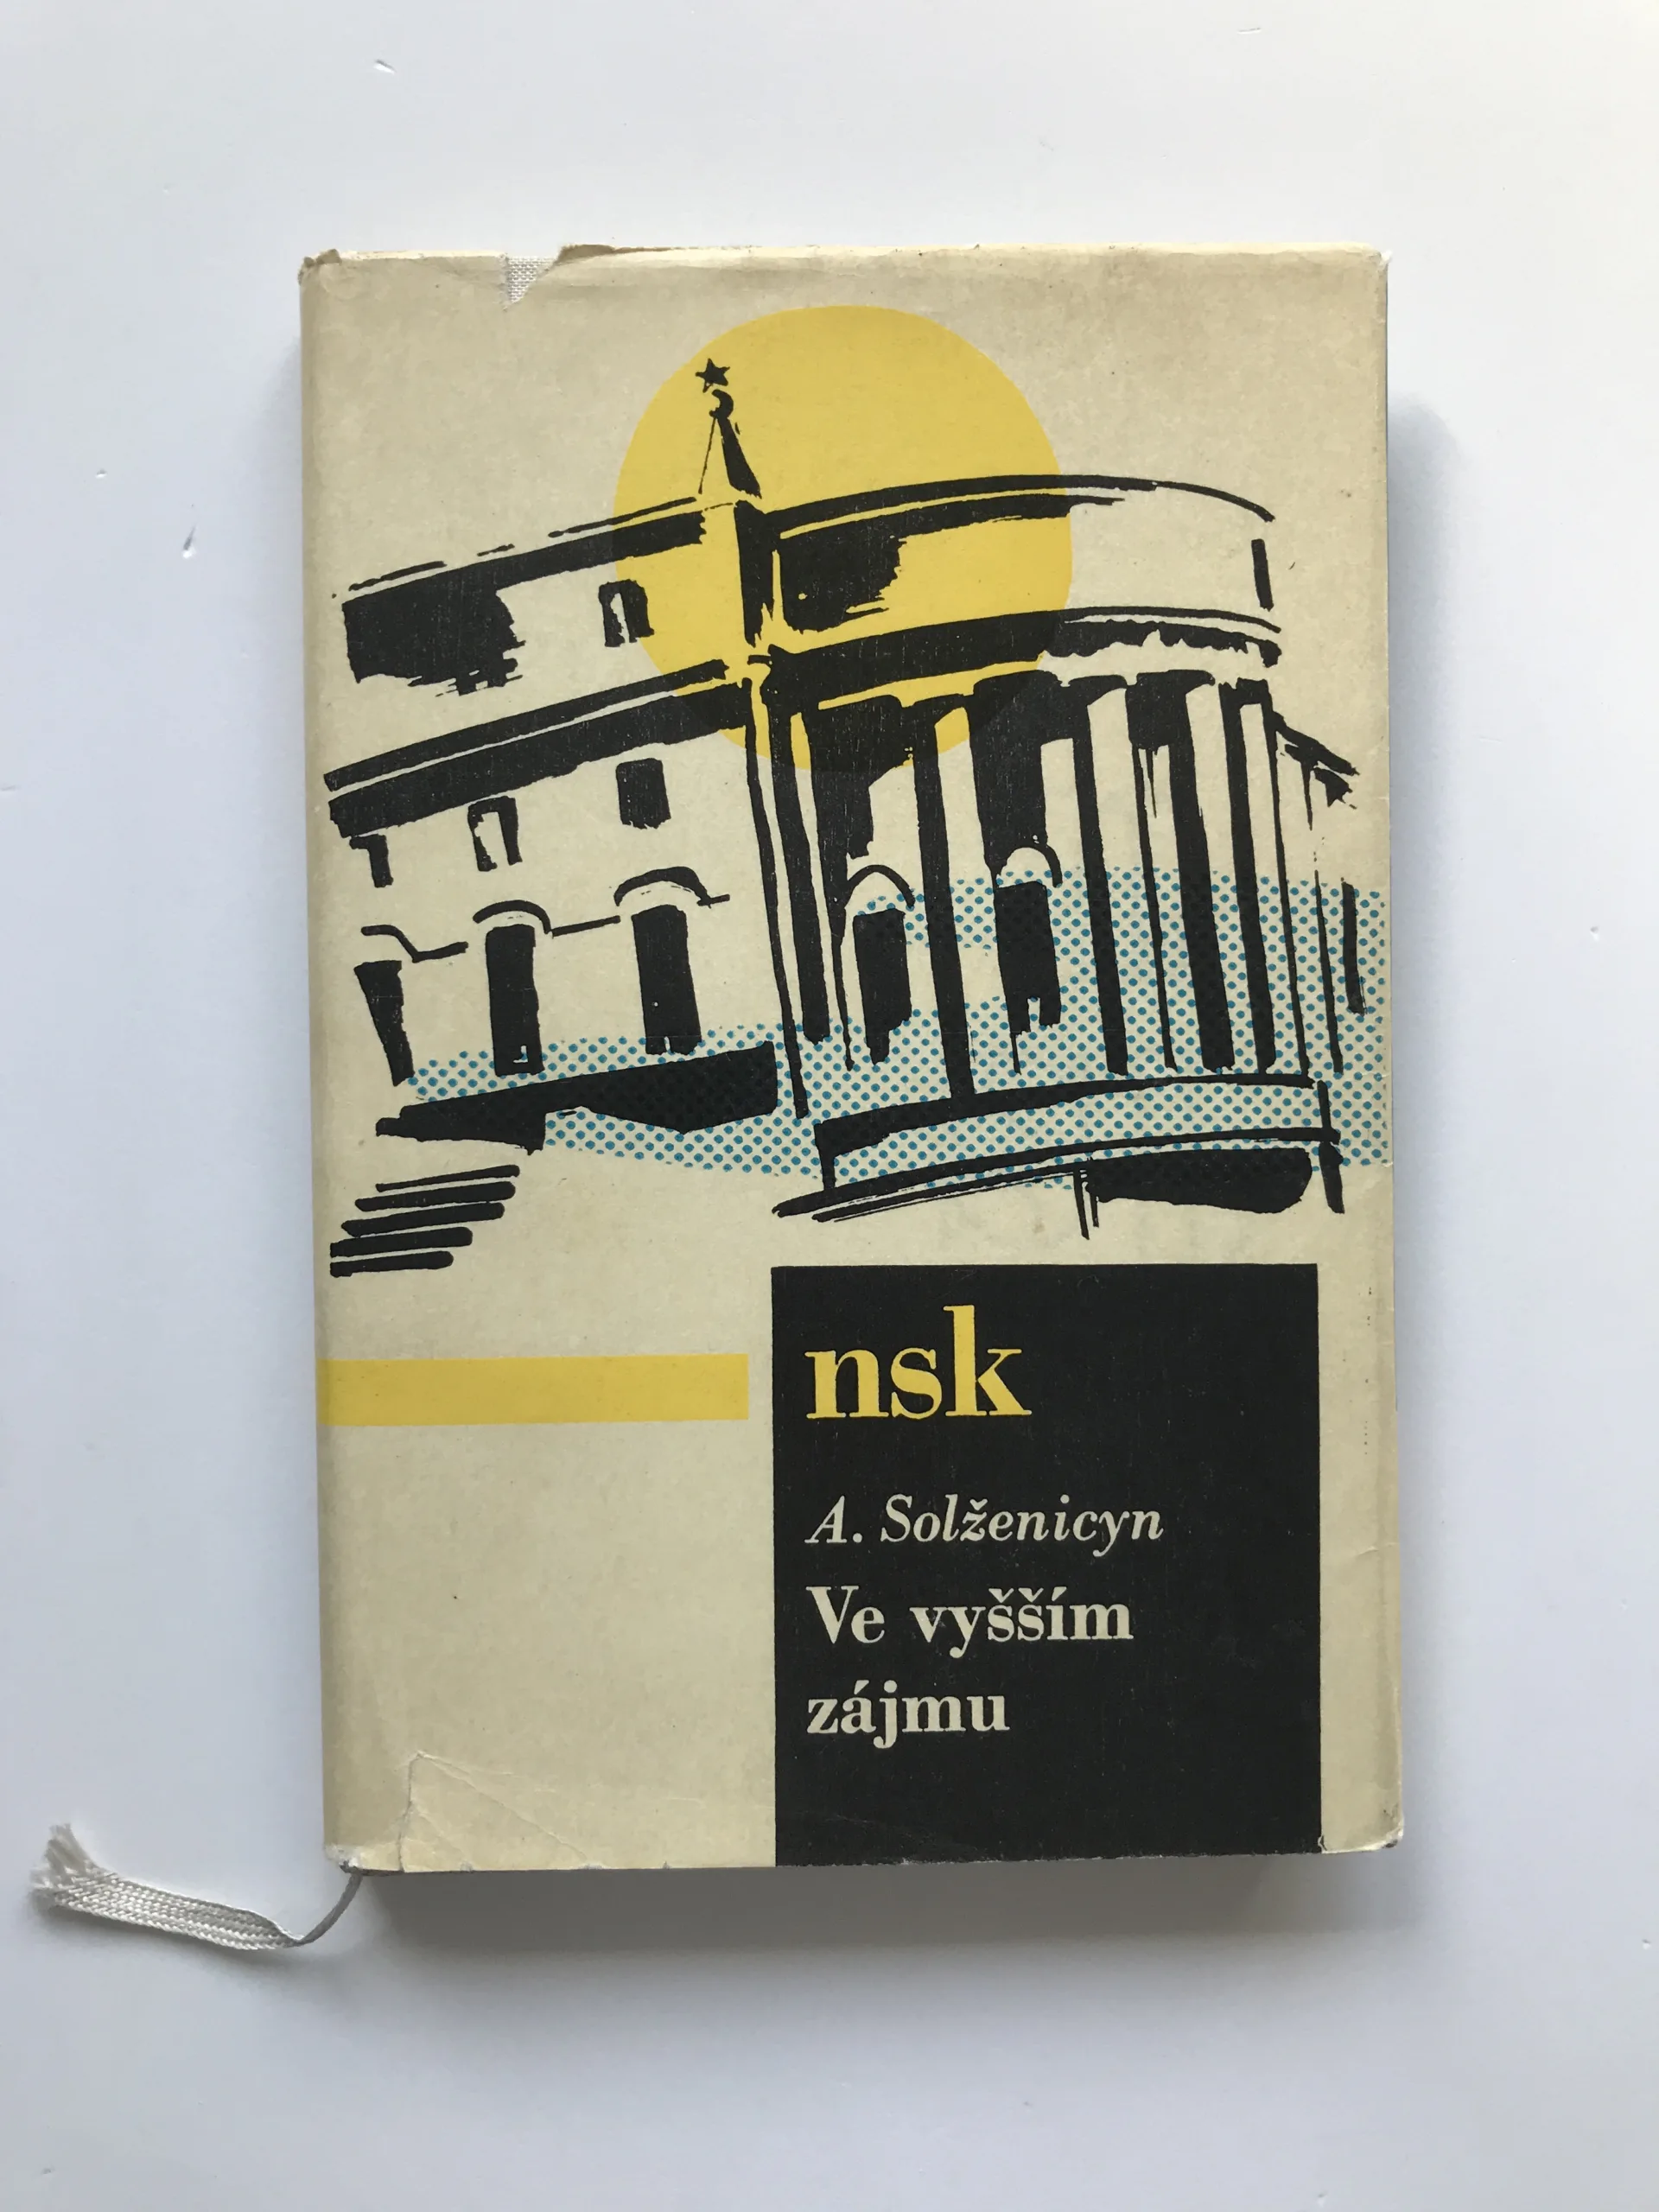 nsk
A. Solženicyn
Ve vyšším
zájmu